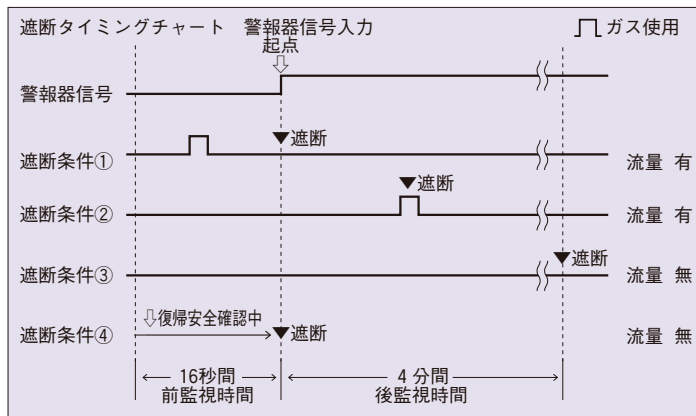 遮断タイミングチャート 警報器信号入力 ガス使用
起点
警報器信号
▼遮断
遮断条件① 流量 有
▼遮断
遮断条件② 流量 有
▼遮断
遮断条件③ 流量 無
復帰安全確認中
遮断条件④ ▼遮断 流量 無
16秒間 4分間
前監視時間 後監視時間